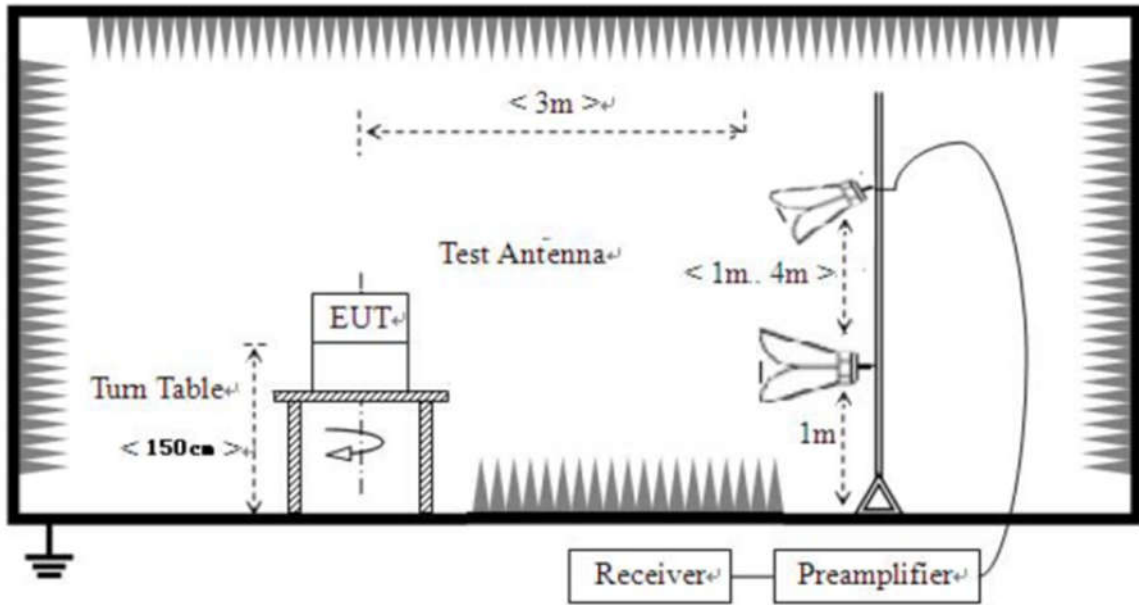 < 3m >
Test Antenna
< 1m.. 4m >
EUT
Turn Table
< 150cm >
1m
Receiver
Preamplifier